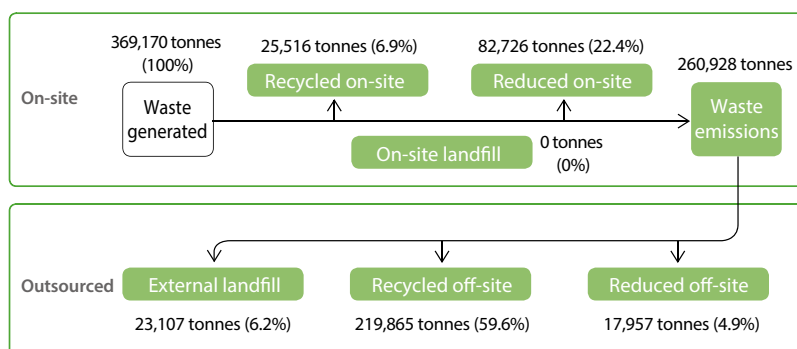 369,170 tonnes
(100%)
25,516 tonnes (6.9%)
82,726 tonnes (22.4%)
260,928 tonnes
On-site
Waste
generated
Recycled on-site
Reduced on-site
Waste
emissions
On-site landfill
0 tonnes
(0%)
Outsourced
External landfill
Recycled off-site
Reduced off-site
23,107 tonnes (6.2%)
219,865 tonnes (59.6%)
17,957 tonnes (4.9%)